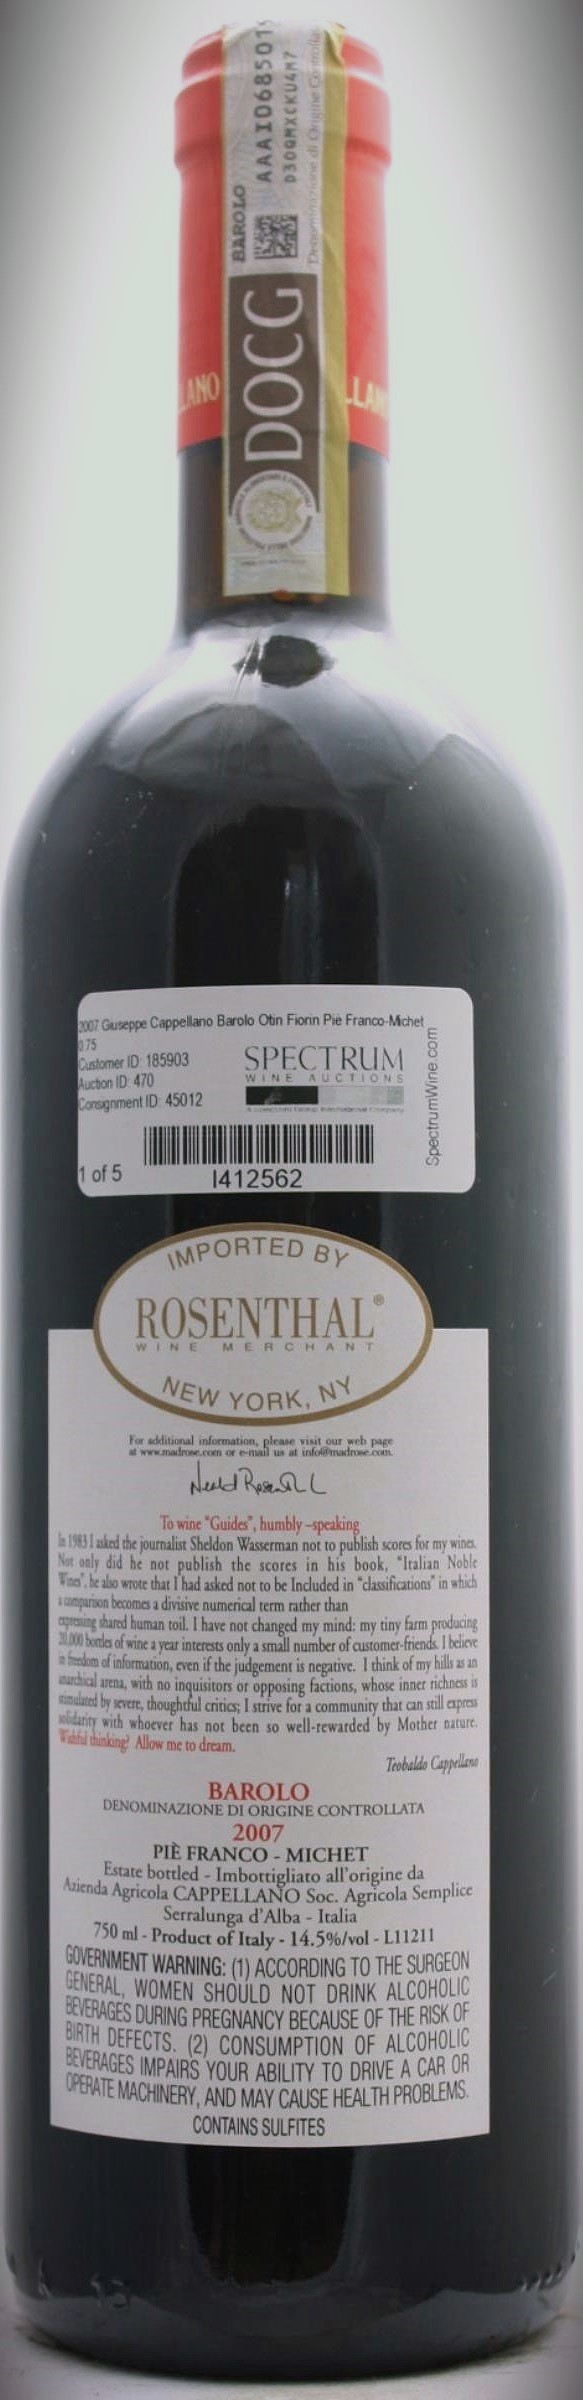 BAROLO
AAAI0685015
D30QMXCKU4M7
Denominazione di Origine Controllata
DOCG
LANO
LLAN
2007 Giuseppe Cappellano Barolo Otin Fiorin Piè Franco-Michet
0.75
Customer ID: 185903
Auction ID: 470
Consignment ID: 45012
SPECTRUM
WINE AUCTIONS
SpectrumWine.com
1 of 5
I412562
IMPORTED BY
ROSENTHAL®
WINE MERCHANT
NEW YORK, NY
For additional information, please visit our web page
at www.madrose.com or e-mail us at info@madrose.com.
To wine "Guides", humbly –speaking
In 1983 I asked the journalist Sheldon Wasserman not to publish scores for my wines.
Not only did he not publish the scores in his book, "Italian Noble
Wines", he also wrote that I had asked not to be Included in "classifications" in which
a comparison becomes a divisive numerical term rather than
expressing shared human toil. I have not changed my mind: my tiny farm producing
20,000 bottles of wine a year interests only a small number of customer-friends. I believe
in freedom of information, even if the judgement is negative. I think of my hills as an
anarchical arena, with no inquisitors or opposing factions, whose inner richness is
stimulated by severe, thoughtful critics; I strive for a community that can still express
solidarity with whoever has not been so well-rewarded by Mother nature.
Wishful thinking? Allow me to dream.
Teobaldo Cappellano
BAROLO
DENOMINAZIONE DI ORIGINE CONTROLLATA
2007
PIÈ FRANCO - MICHET
Estate bottled - Imbottigliato all'origine da
Azienda Agricola CAPPELLANO Soc. Agricola Semplice
Serralunga d'Alba - Italia
750 ml - Product of Italy - 14.5%/vol - L11211
GOVERNMENT WARNING: (1) ACCORDING TO THE SURGEON
GENERAL, WOMEN SHOULD NOT DRINK ALCOHOLIC
BEVERAGES DURING PREGNANCY BECAUSE OF THE RISK OF
BIRTH DEFECTS. (2) CONSUMPTION OF ALCOHOLIC
BEVERAGES IMPAIRS YOUR ABILITY TO DRIVE A CAR OR
OPERATE MACHINERY, AND MAY CAUSE HEALTH PROBLEMS.
CONTAINS SULFITES